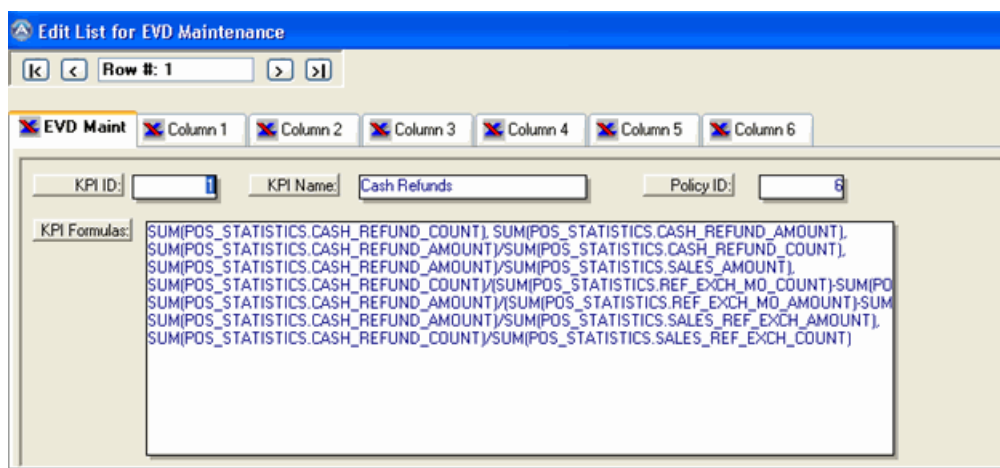 Edit List for EVD Maintenance
Row #: 1
EVD Maint Column 1 Column 2 Column 3 Column 4 Column 5 Column 6
KPI ID: 1 KPI Name: Cash Refunds Policy ID: 6
KPI Formulas: SUM(POS_STATISTICS.CASH_REFUND_COUNT), SUM(POS_STATISTICS.CASH_REFUND_AMOUNT),
SUM(POS_STATISTICS.CASH_REFUND_AMOUNT)/SUM(POS_STATISTICS.CASH_REFUND_COUNT),
SUM(POS_STATISTICS.CASH_REFUND_AMOUNT)/SUM(POS_STATISTICS.SALES_AMOUNT),
SUM(POS_STATISTICS.CASH_REFUND_COUNT)/(SUM(POS_STATISTICS.REF_EXCH_MO_COUNT)-SUM(PO
SUM(POS_STATISTICS.CASH_REFUND_AMOUNT)/(SUM(POS_STATISTICS.REF_EXCH_MO_AMOUNT)-SUM
SUM(POS_STATISTICS.CASH_REFUND_AMOUNT)/SUM(POS_STATISTICS.SALES_REF_EXCH_AMOUNT),
SUM(POS_STATISTICS.CASH_REFUND_COUNT)/SUM(POS_STATISTICS.SALES_REF_EXCH_COUNT)